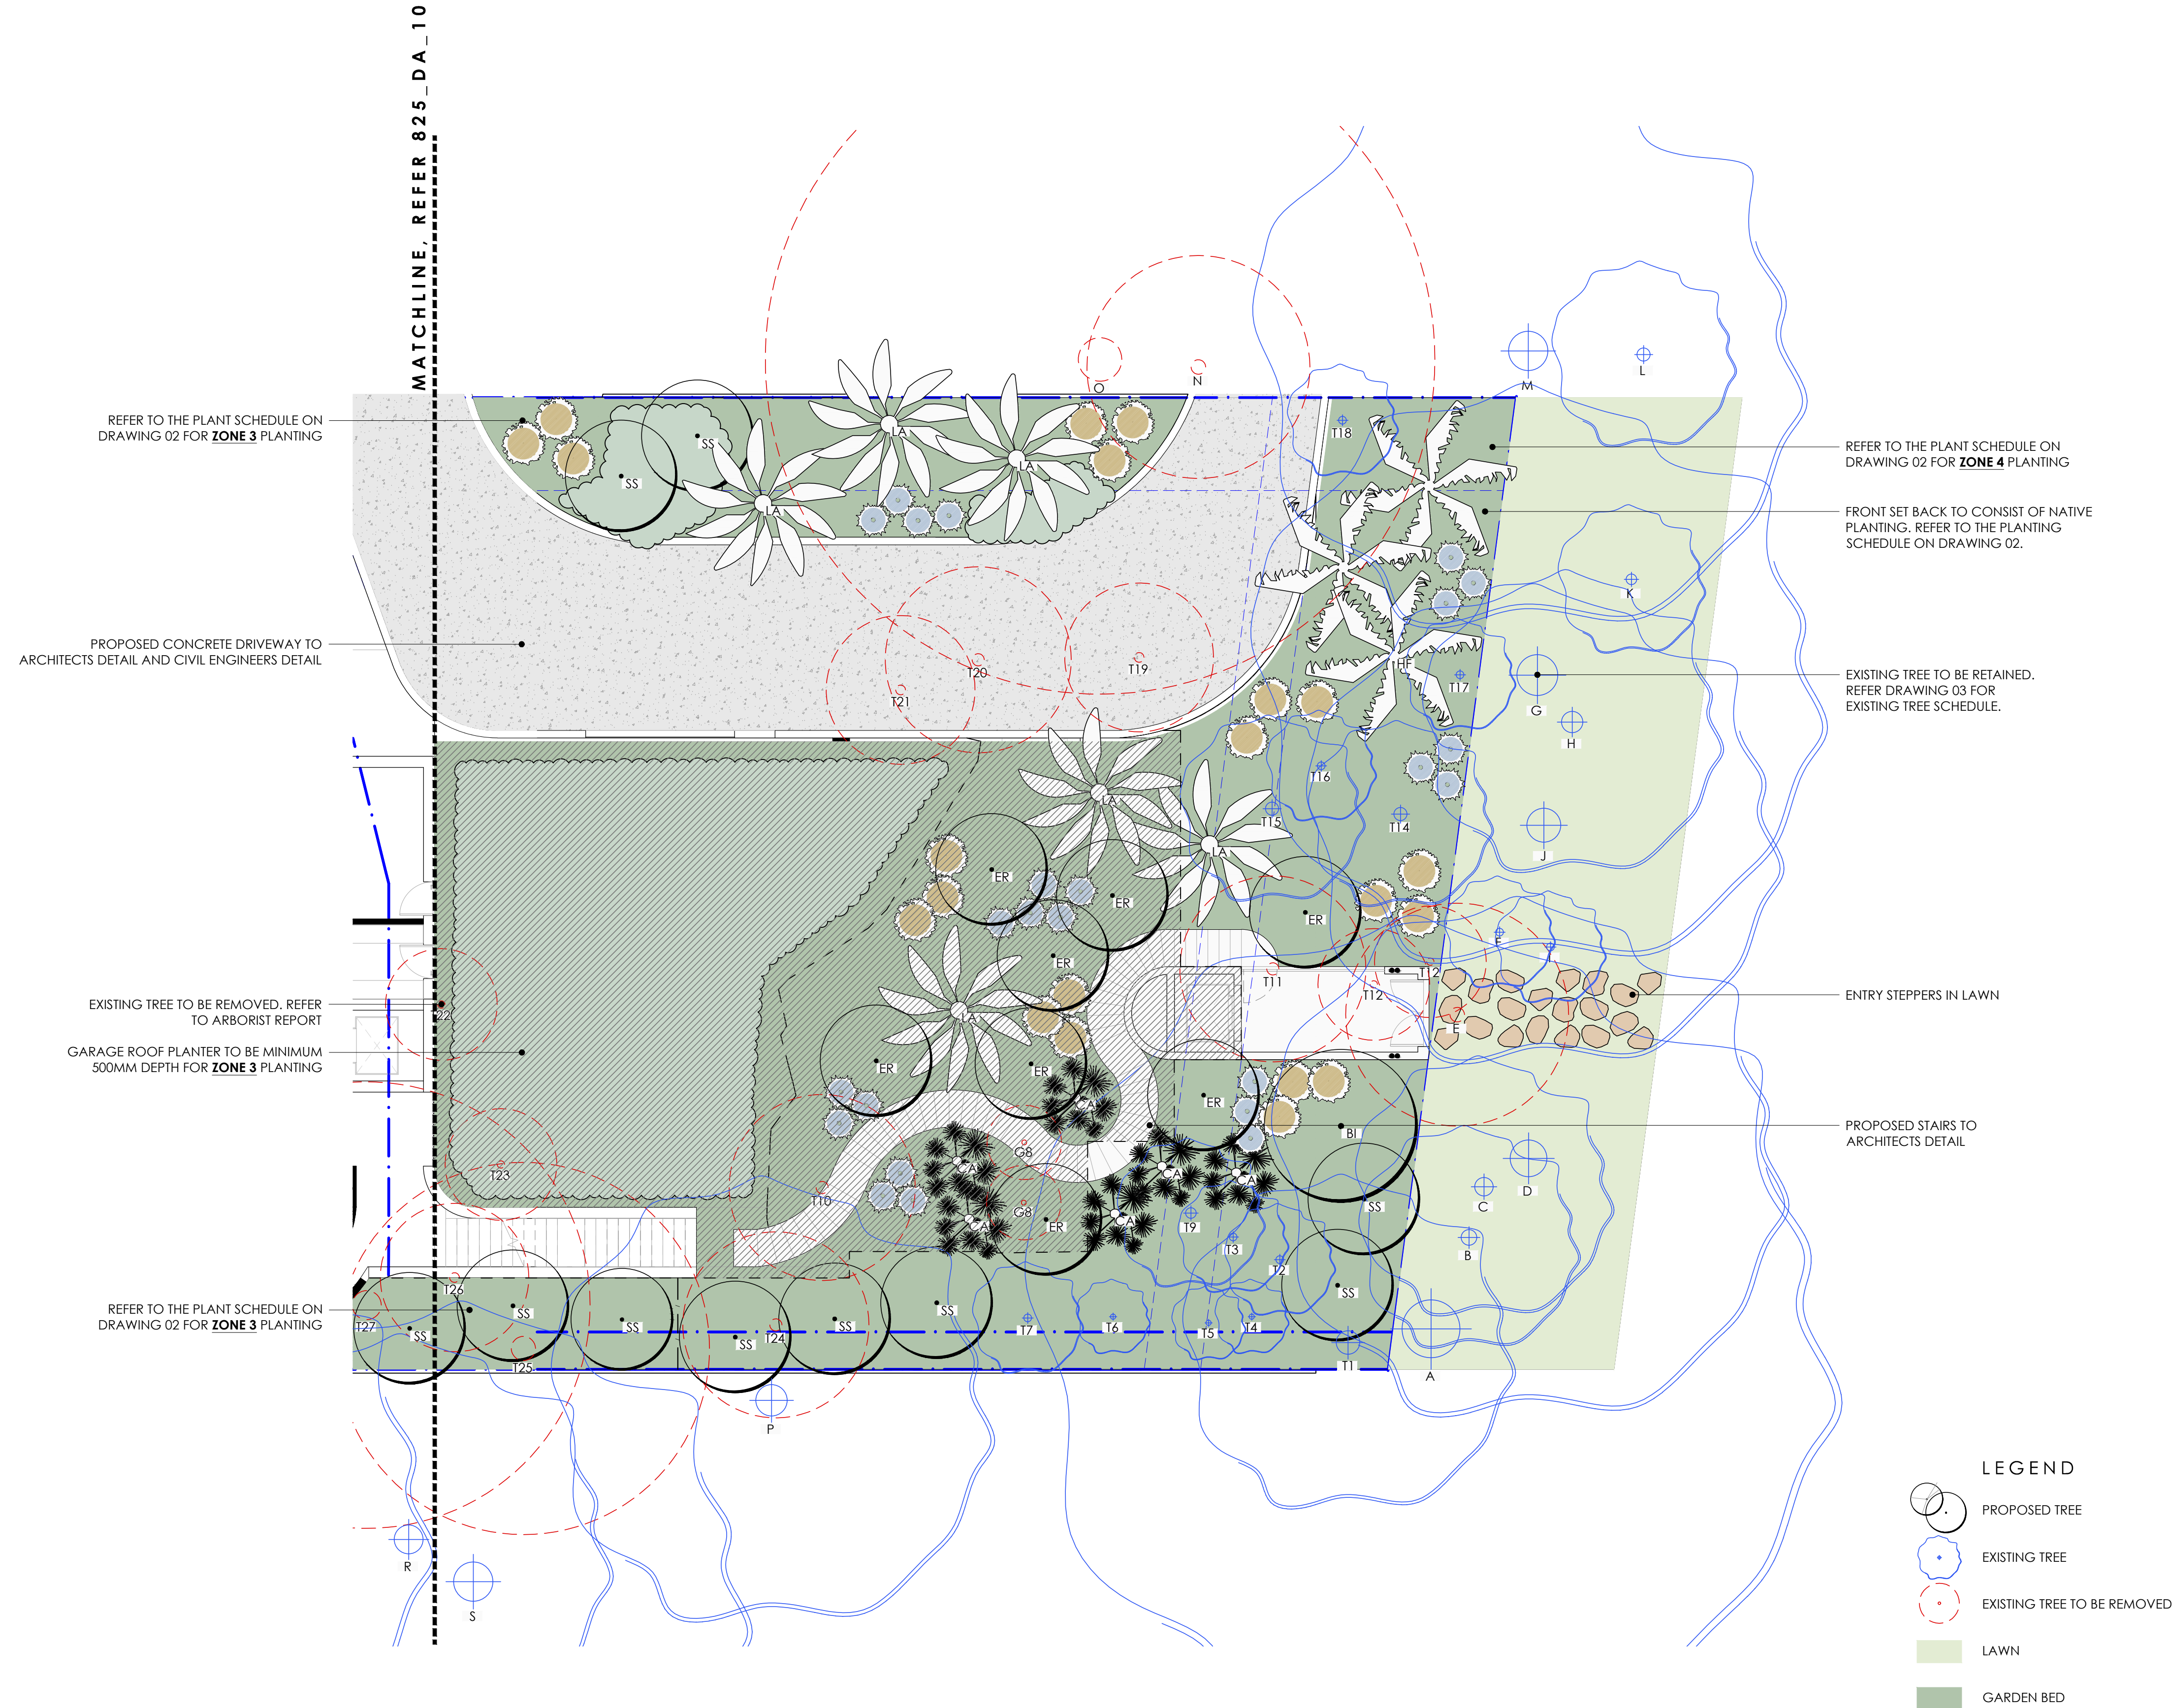 MATCHLINE, REFER 825_DA_10
REFER TO THE PLANT SCHEDULE ON
DRAWING 02 FOR ZONE 3 PLANTING
PROPOSED CONCRETE DRIVEWAY TO
ARCHITECTS DETAIL AND CIVIL ENGINEERS DETAIL
EXISTING TREE TO BE REMOVED. REFER
TO ARBORIST REPORT
GARAGE ROOF PLANTER TO BE MINIMUM
500MM DEPTH FOR ZONE 3 PLANTING
REFER TO THE PLANT SCHEDULE ON
DRAWING 02 FOR ZONE 3 PLANTING
O
N
M
L
SS
SS
LA
LA
LA
T18
K
T20
T19
T21
HF
T17
G
H
LA
T16
T15
T14
LA
J
ER
ER
ER
ER
F
I
T11
T12
T12
LA
22
E
ER
ER
ER
CA
BI
G8
T23
CA
CA
CA
D
C
T10
SS
G8
CA
ER
CA
T9
T3
B
T2
T26
SS
T27
SS
SS
SS
T24
SS
SS
T7
T6
T5
T4
SS
T25
T1
A
P
R
S
REFER TO THE PLANT SCHEDULE ON
DRAWING 02 FOR ZONE 4 PLANTING
FRONT SET BACK TO CONSIST OF NATIVE
PLANTING. REFER TO THE PLANTING
SCHEDULE ON DRAWING 02.
EXISTING TREE TO BE RETAINED.
REFER DRAWING 03 FOR
EXISTING TREE SCHEDULE.
ENTRY STEPPERS IN LAWN
PROPOSED STAIRS TO
ARCHITECTS DETAIL
LEGEND
PROPOSED TREE
EXISTING TREE
EXISTING TREE TO BE REMOVED
LAWN
GARDEN BED